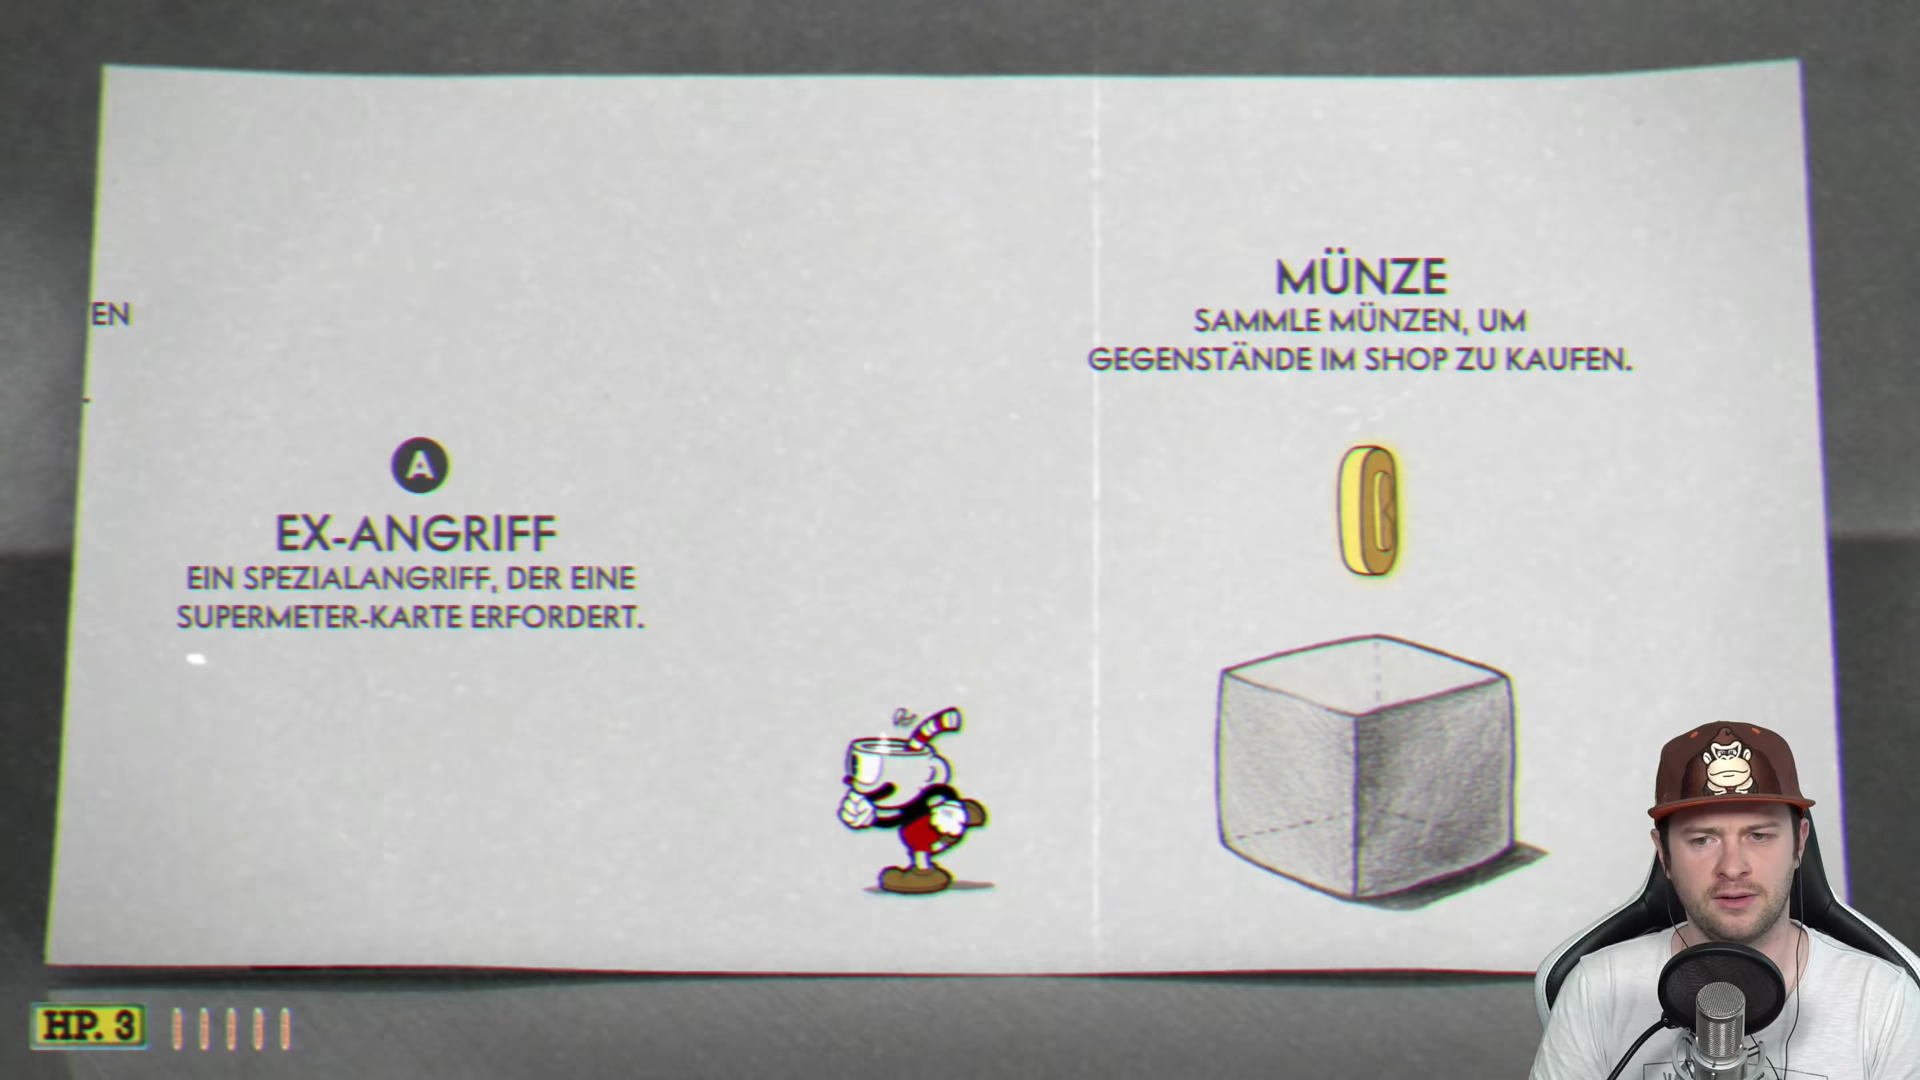 EN
A
EX-ANGRIFF
EIN SPEZIALANGRIFF, DER EINE
SUPERMETER-KARTE ERFORDERT.
MÜNZE
SAMMLE MÜNZEN, UM
GEGENSTÄNDE IM SHOP ZU KAUFEN.
HP. 3